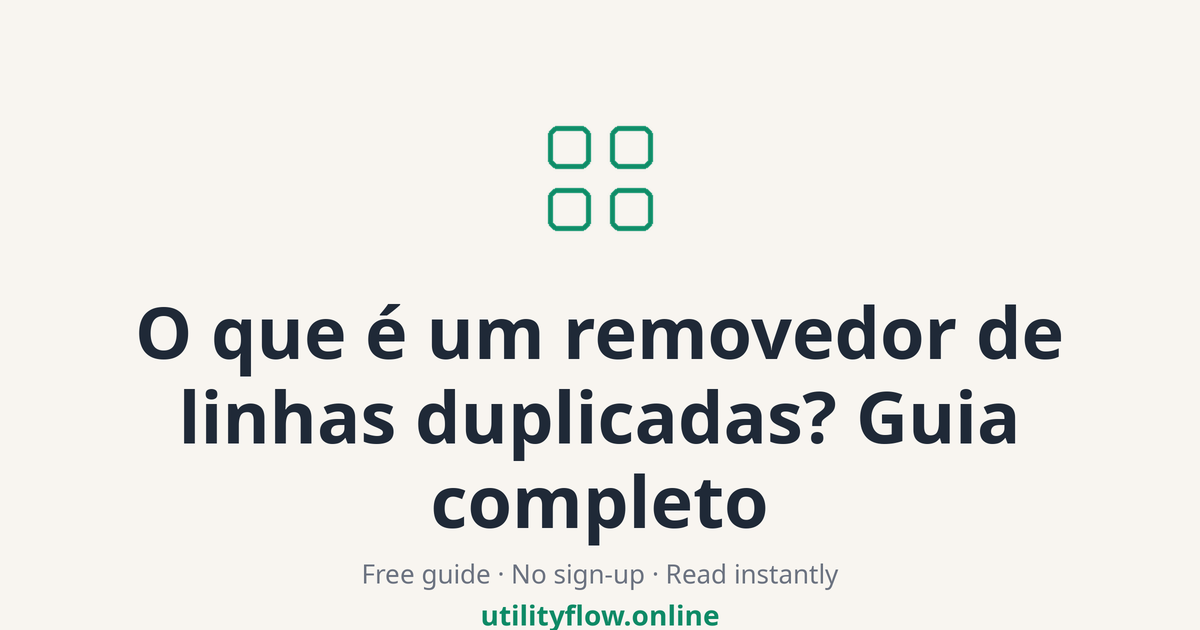 O que é um removedor de
linhas duplicadas? Guia
completo
Free guide · No sign-up · Read instantly
utilityflow.online